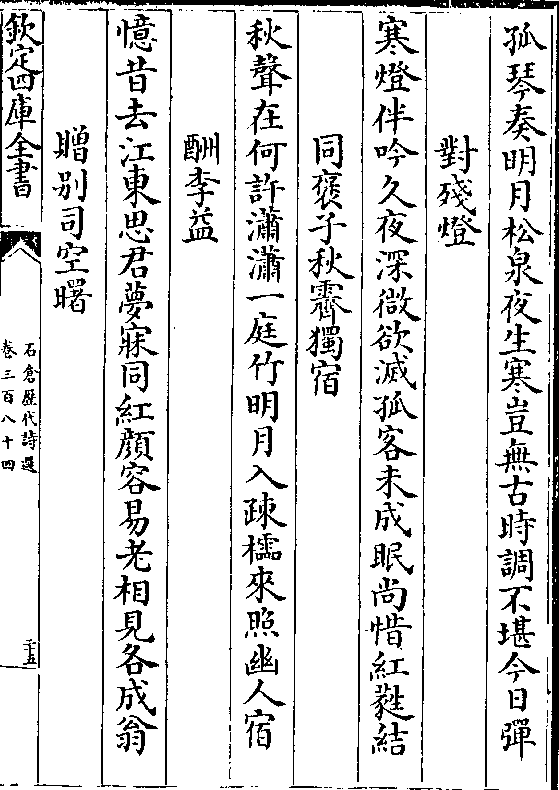 孤琴奏明月松泉夜生寒豈無古時調不堪今日彈
對殘燈
寒燈伴吟久夜深微欲滅孤客未成眠尚惜紅蕤結
同褒子秋霽獨宿
秋聲在何許瀟瀟一庭竹明月入疎櫺來照幽人宿
酬李益
憶昔去江東思君夢寐同紅顔容易老相見各成翁
贈別司空曙
欽定四庫全書
石倉歷代詩選
卷三百八十四
二十五